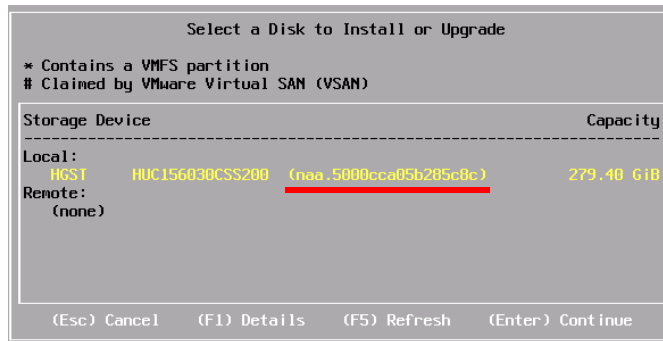 Select a Disk to Install or Upgrade
* Contains a VMFS partition
# Claimed by VMware Virtual SAN (VSAN)
Storage Device Capacity
Local:
HGST HUC156030CSS200 (naa.5000cca05b285c8c) 279.40 GiB
Remote:
(none)
(Esc) Cancel (F1) Details (F5) Refresh (Enter) Continue